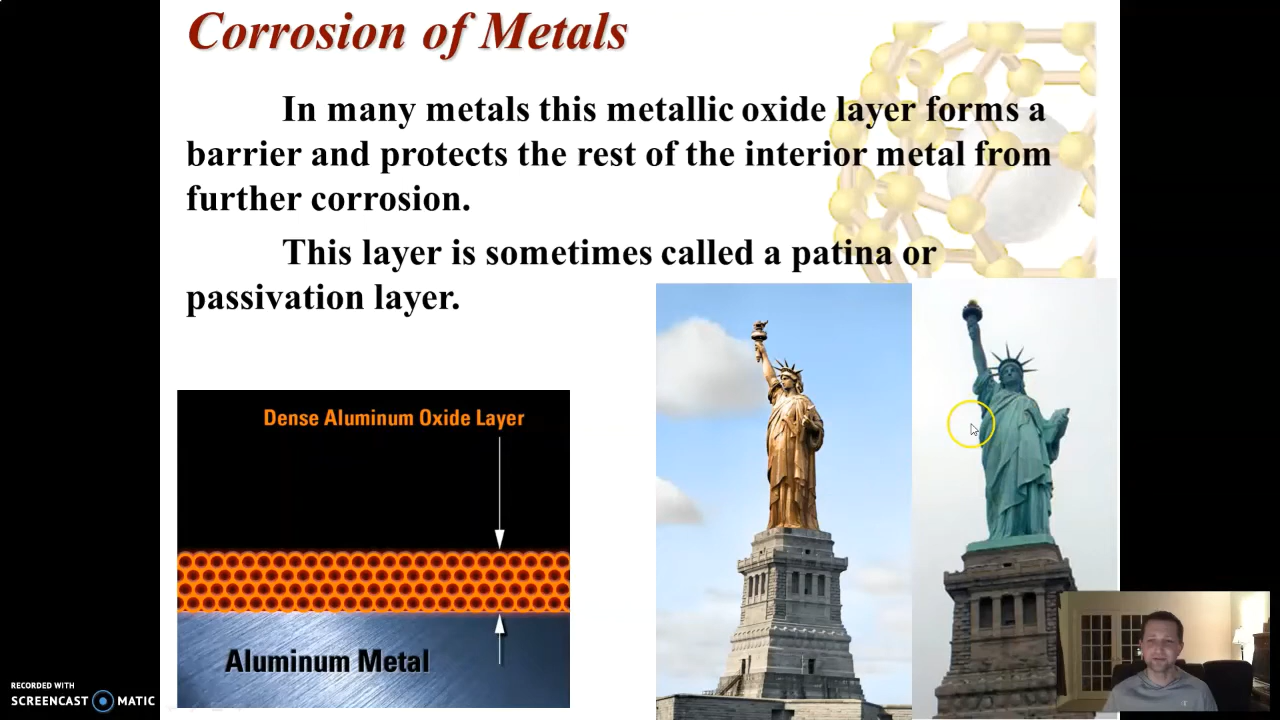 Corrosion of Metals
In many metals this metallic oxide layer forms a
barrier and protects the rest of the interior metal from
further corrosion.
This layer is sometimes called a patina or
passivation layer.
Dense Aluminum Oxide Layer
Aluminum Metal
RECORDED WITH
SCREENCAST MATIC